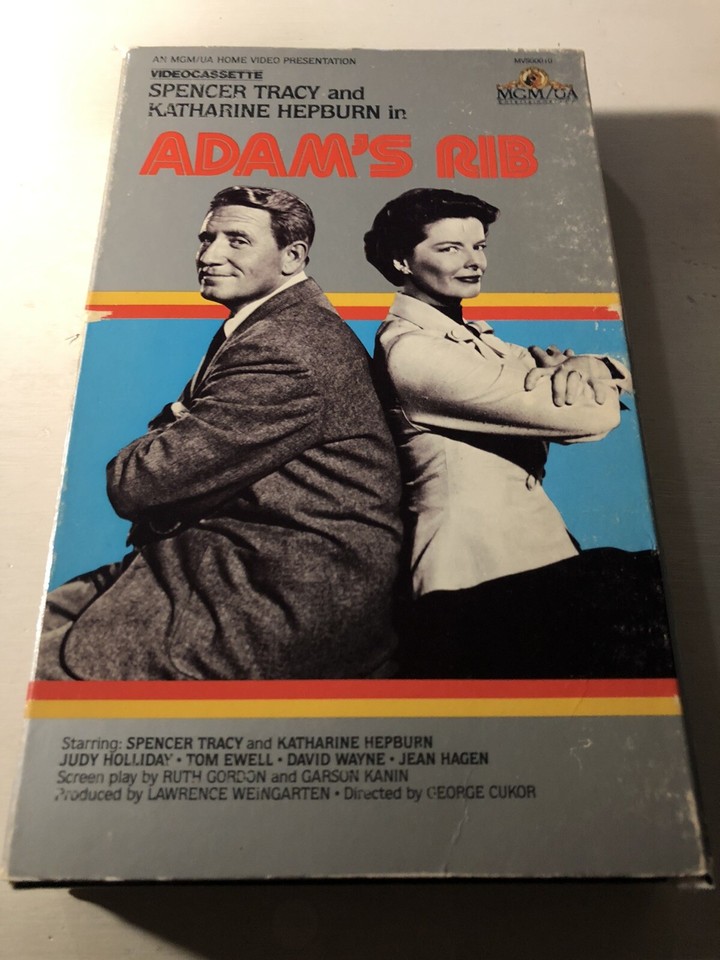 AN MGM/UA HOME VIDEO PRESENTATION
VIDEOCASSETTE
SPENCER TRACY and
KATHARINE HEPBURN in
ADAM'S RIB
MGM/UA
Starring: SPENCER TRACY and KATHARINE HEPBURN
JUDY HOLLIDAY • TOM EWELL • DAVID WAYNE • JEAN HAGEN
Screen play by RUTH GORDON and GARSON KANIN
Produced by LAWRENCE WEINGARTEN • Directed by GEORGE CUKOR